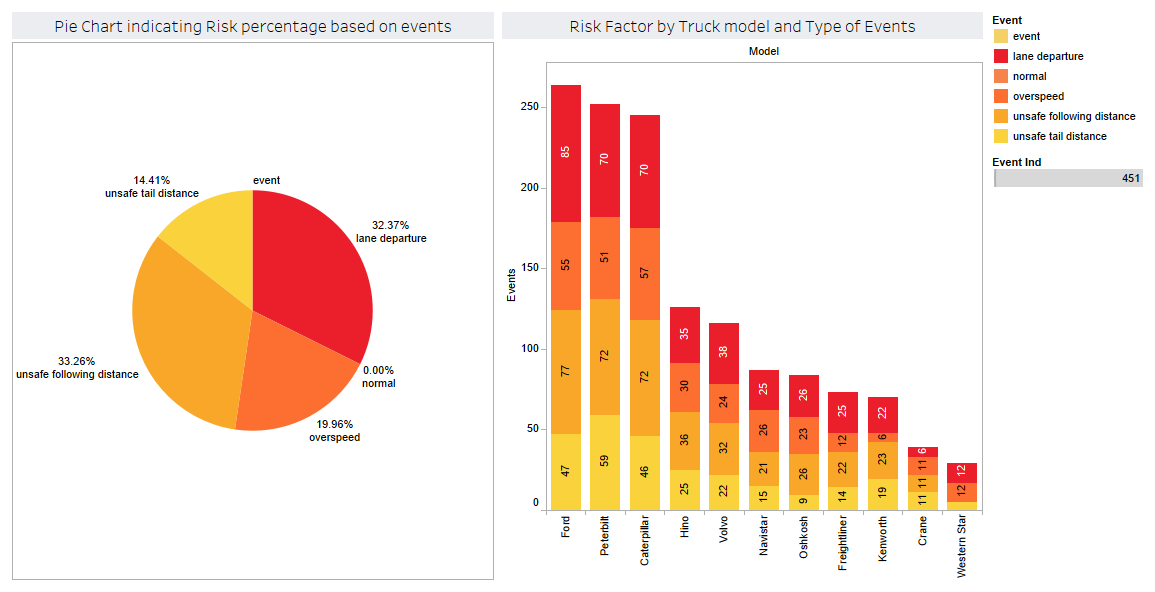 Pie Chart indicating Risk percentage based on events
14.41%
unsafe tail distance
event
32.37%
lane departure
33.26%
unsafe following distance
0.00%
normal
19.96%
overspeed
Risk Factor by Truck model and Type of Events
Model
Events
250
200
150
100
50
0
85
55
77
47
70
51
72
59
70
57
72
46
35
30
36
25
38
24
32
22
25
26
21
15
26
23
26
9
25
12
22
14
22
6
23
19
6
11
11
11
12
12
Ford
Peterbilt
Caterpillar
Hino
Volvo
Navistar
Oshkosh
Freightliner
Kenworth
Crane
Western Star
Event
event
lane departure
normal
overspeed
unsafe following distance
unsafe tail distance
Event Ind
451